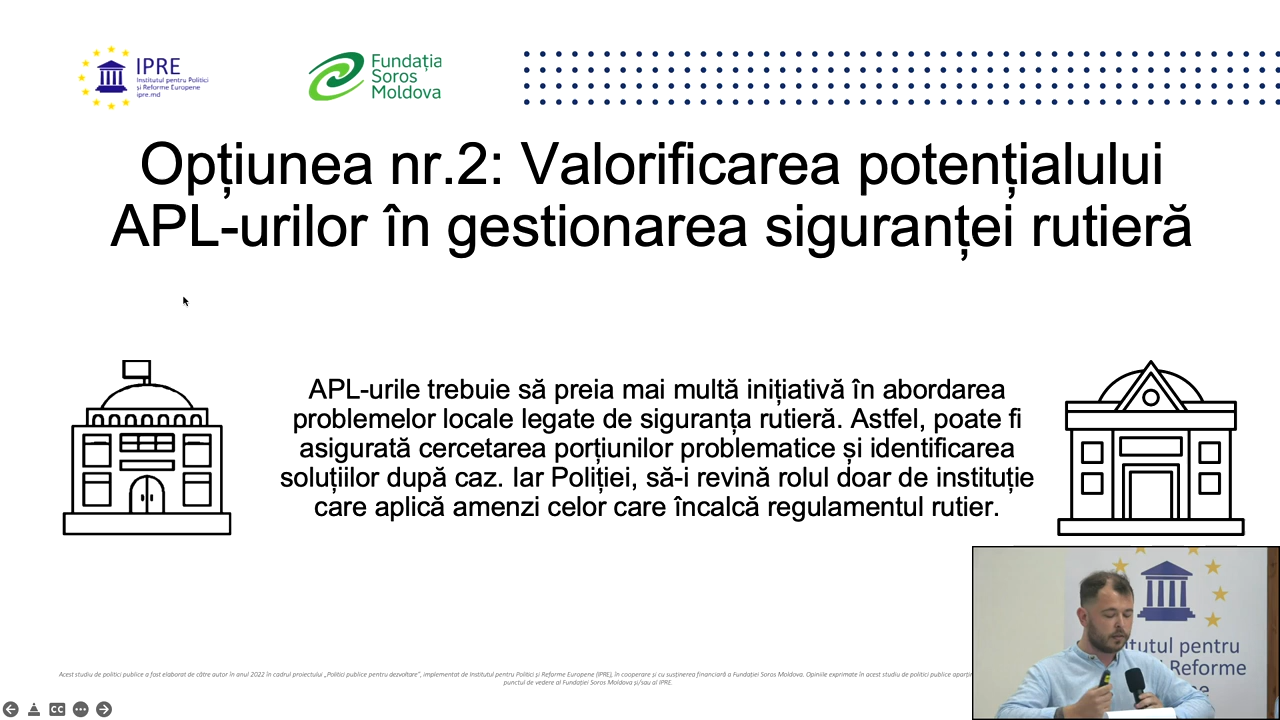 IPRE
Institutul pentru Politici
și Reforme Europene
ipre.md
Fundația
Soros
Moldova
Opțiunea nr.2: Valorificarea potențialului
APL-urilor în gestionarea siguranței rutieră
APL-urile trebuie să preia mai multă inițiativă în abordarea
problemelor locale legate de siguranța rutieră. Astfel, poate fi
asigurată cercetarea porțiunilor problematice și identificarea
soluțiilor după caz. Iar Poliției, să-i revină rolul doar de instituție
care aplică amenzi celor care încalcă regulamentul rutier.
Acest studiu de politici publice a fost elaborat de către autor în anul 2022 în cadrul proiectului „Politici publice pentru dezvoltare”, implementat de Institutul pentru Politici și Reforme Europene (IPRE), în cooperare și cu susținerea financiară a Fundației Soros Moldova. Opiniile exprimate în acest studiu de politici publice
punctul de vedere al Fundației Soros Moldova și/sau al IPRE.
CC
pentru
Reforme